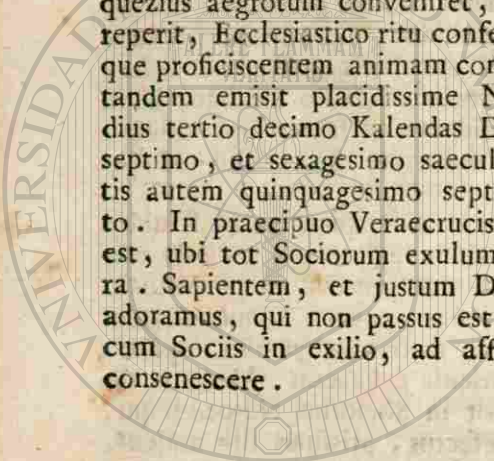 quezius aegrotum conveniret,
reperit, Ecclesiastico ritu confe
que proficiscentem animam cor
tandem emisit placidissime N
dius tertio decimo Kalendas D
septimo, et sexagesimo saecul
tis autem quinquagesimo sept
to. In praecipuo Veraecrucis
est, ubi tot Sociorum exulum
ra. Sapientem, et justum D
adoramus, qui non passus est
cum Sociis in exilio, ad aff
consenescere.